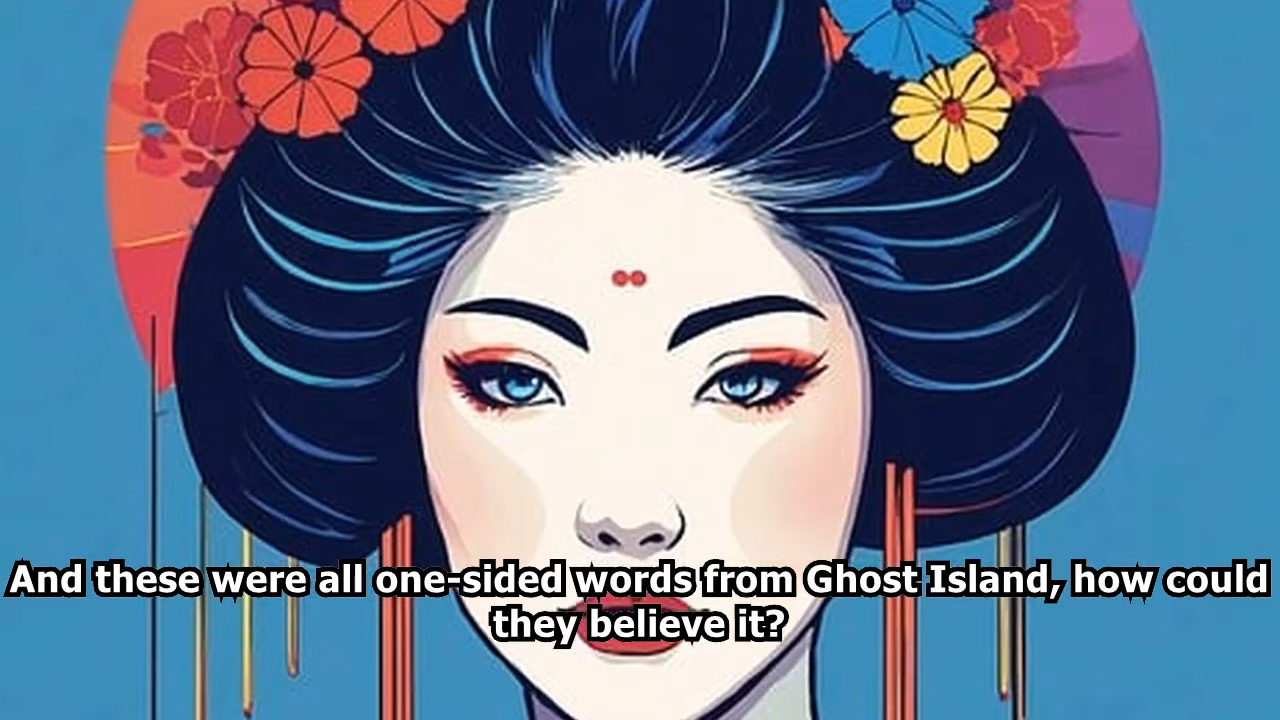 And these were all one-sided words from Ghost Island, how could
they believe it?